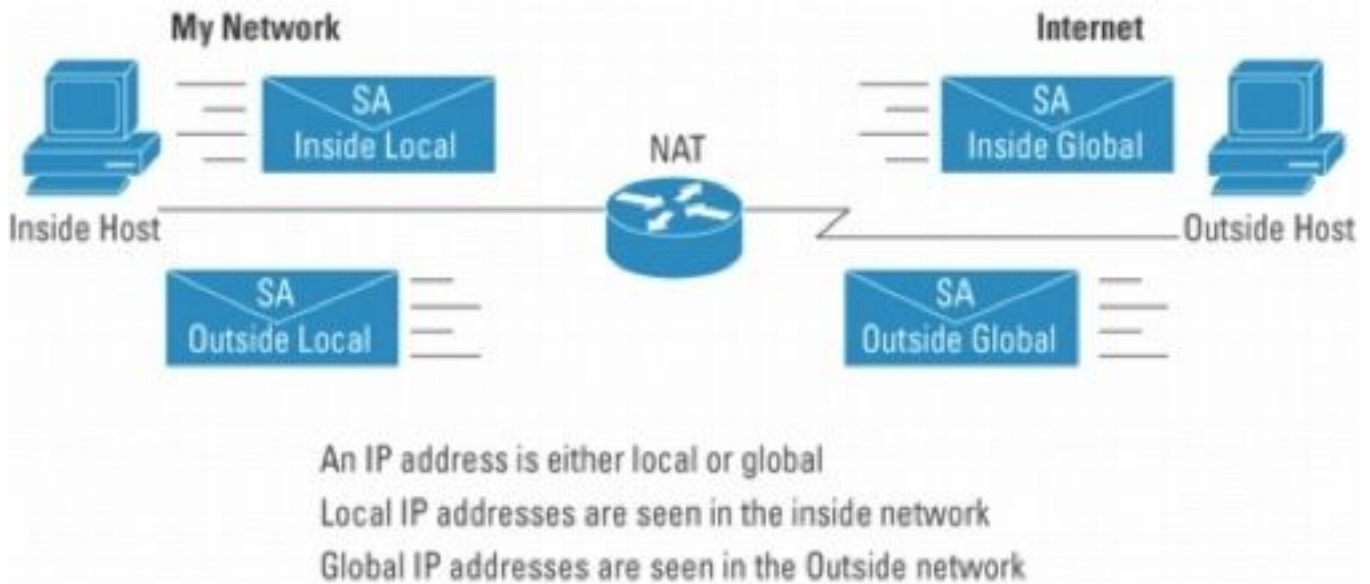 My Network
Internet
SA
Inside Local
SA
Inside Global
NAT
Inside Host
Outside Host
SA
Outside Local
SA
Outside Global
An IP address is either local or global
Local IP addresses are seen in the inside network
Global IP addresses are seen in the Outside network